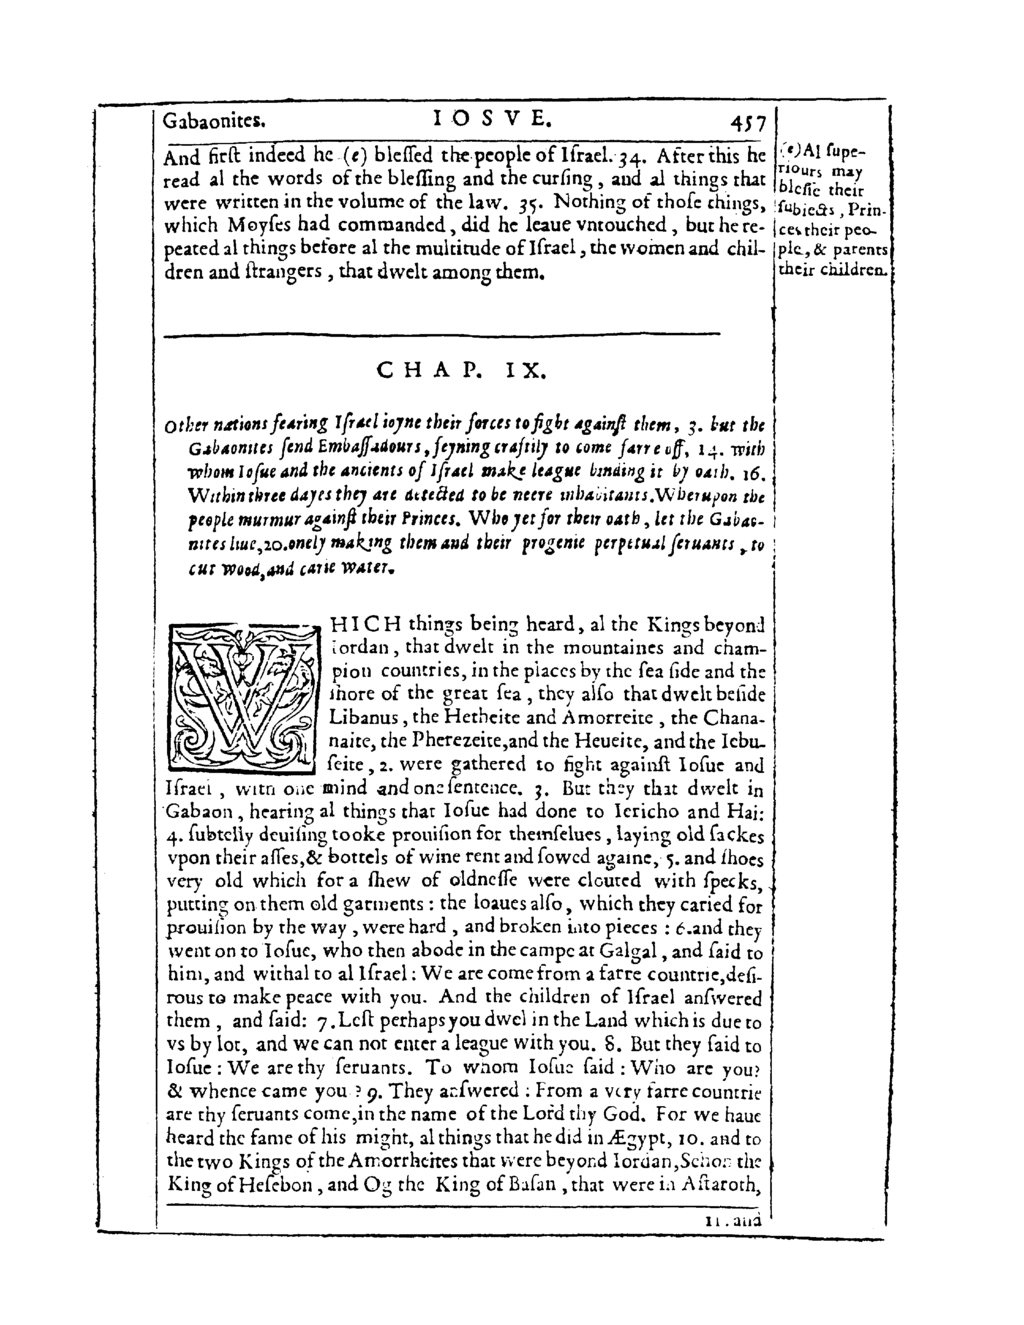 Gabaonites. IOSVE. 457
And firſt indeed he (e) bleſſed the people of Iſrael. 34. After this he
read al the words of the bleſſing and the curſing, and al things that
were written in the volume of the law. 35. Nothing of thoſe things,
which Moyſes had commanded, did he leaue vntouched, but he re-
peated al things before al the multitude of Iſrael, the women and chil-
dren and ſtrangers, that dwelt among them.
(e) Al ſupe-
riours may
bleſſe their
ſubiects, Prin-
ces their peo-
ple, & parents
their children.
CHAP. IX.
Other nations fearing Iſrael ioyne their forces to fight againſt them, 3. but the
Gabaonites ſend Embaſſadours, feyning craftily to come farre off, 14. with
whom Ioſue and the ancients of Iſrael make league binding it by oath. 16.
Within three dayes they are detected to be neere inhabitants. Wherupon the
people murmur againſt their Princes. Who yet for their oath, let the Gabao-
nites liue, 20. onely making them and their progenie perpetual ſeruants, to
cut wood, and carie water.
WHICH things being heard, al the Kings beyond
Iordan, that dwelt in the mountaines and cham-
pion countries, in the places by the ſea ſide and the
ſhore of the great ſea, they alſo that dwelt beſide
Libanus, the Hetheite and Amorreite, the Chana-
naite, the Pherezeite, and the Heueite, and the Iebu-
ſeite, 2. were gathered to fight againſt Ioſue and
Iſrael, with one mind and one ſentence. 3. But they that dwelt in
Gabaon, hearing al things that Ioſue had done to Iericho and Hai:
4. ſubtelly deuiſing tooke prouiſion for themſelues, laying old ſackes
vpon their aſſes, & bottels of wine rent and ſowed againe, 5. and ſhoes
very old which for a ſhew of oldneſſe were clouted with ſpecks,
putting on them old garments: the loaues alſo, which they caried for
prouiſion by the way, were hard, and broken into pieces: 6. and they
went on to Ioſue, who then abode in the campe at Galgal, and ſaid to
him, and withal to al Iſrael: We are come from a farre countrie, deſi-
rous to make peace with you. And the children of Iſrael anſwered
them, and ſaid: 7. Leſt perhaps you dwel in the Land which is due to
vs by lot, and we can not enter a league with you. 8. But they ſaid to
Ioſue: We are thy ſeruants. To whom Ioſue ſaid: Who are you?
& whence came you? 9. They anſwered: From a very farre countrie
are thy ſeruants come, in the name of the Lord thy God. For we haue
heard the fame of his might, al things that he did in Ægypt, 10. and to
the two Kings of the Amorrheites that were beyond Iordan, Sehon the
King of Heſebon, and Og the King of Baſan, that were in Aſtaroth,
11. and